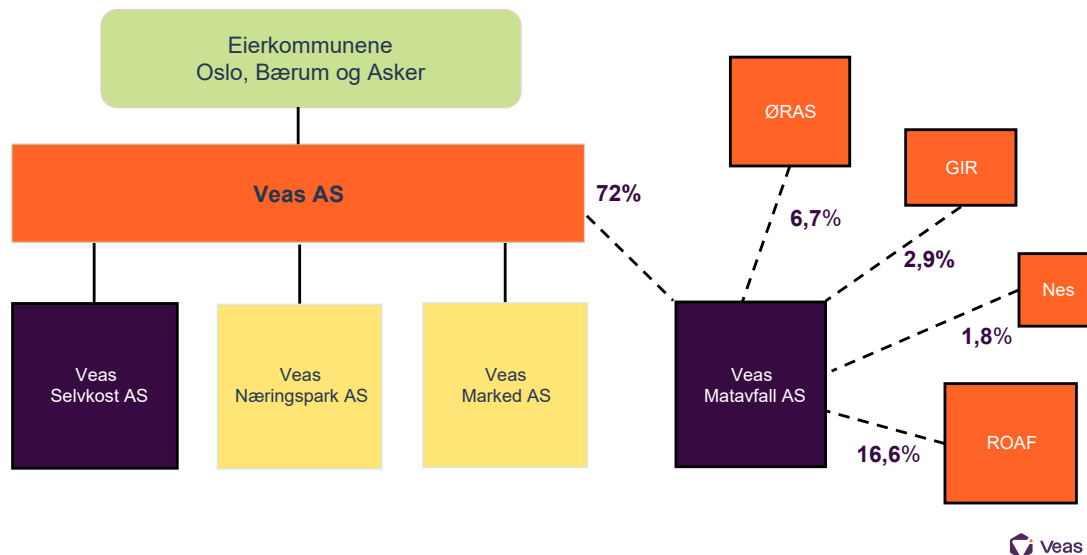 Eierkommunene
Oslo, Bærum og Asker
Veas AS
72%
ØRAS
6,7%
GIR
2,9%
Nes
1,8%
ROAF
16,6%
Veas
Selvkost AS
Veas
Næringspark AS
Veas
Marked AS
Veas
Matavfall AS
Veas